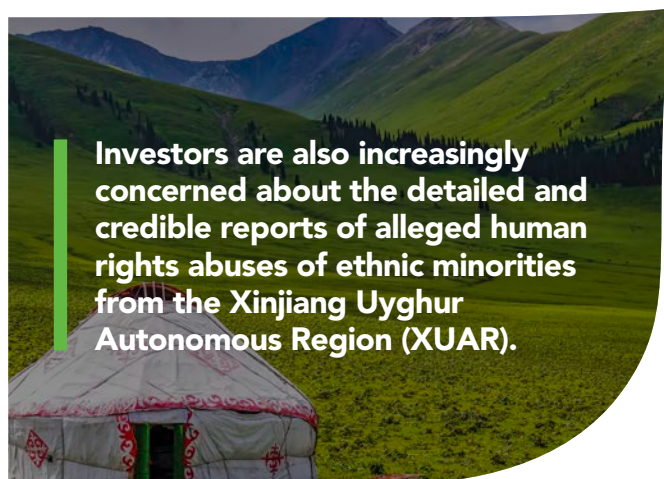 Investors are also increasingly
concerned about the detailed and
credible reports of alleged human
rights abuses of ethnic minorities
from the Xinjiang Uyghur
Autonomous Region (XUAR).